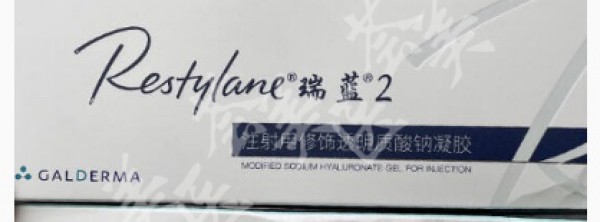 Restylane®瑞蓝®2
注射用修饰透明质酸钠凝胶
MODIFIED SODIUM HYALURONATE GEL FOR INJECTION
GALDERMA